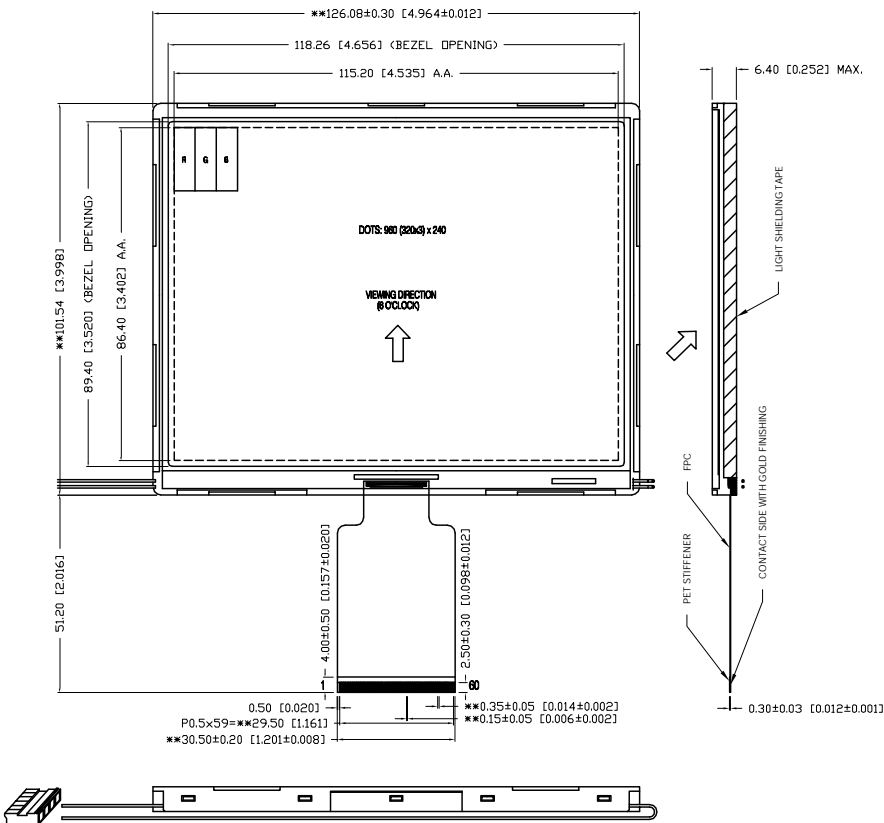 **126.08±0.30 [4.964±0.012]
118.26 [4.656] (BEZEL OPENING)
115.20 [4.535] A.A.
6.40 [0.252] MAX.
R G B
DOTS: 960 (320x3) x 240
VIEWING DIRECTION
(6 O'CLOCK)
**101.54 [3.998]
89.40 [3.520] (BEZEL OPENING)
86.40 [3.402] A.A.
LIGHT SHIELDING TAPE
FPC
CONTACT SIDE WITH GOLD FINISHING
PET STIFFENER
51.20 [2.016]
4.00±0.50 [0.157±0.020]
2.50±0.30 [0.098±0.012]
1
60
0.50 [0.020]
**0.35±0.05 [0.014±0.002]
P0.5x59=**29.50 [1.161]
**0.15±0.05 [0.006±0.002]
**30.50±0.20 [1.201±0.008]
0.30±0.03 [0.012±0.001]